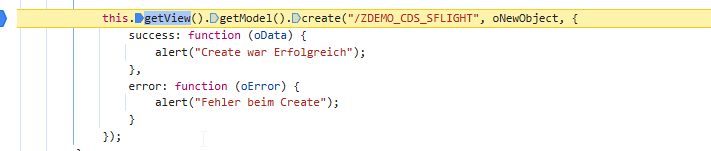 this.getView().getModel().create("/ZDEMO_CDS_SFLIGHT", oNewObject, {
success: function (oData) {
alert("Create war Erfolgreich");
},
error: function (oError) {
alert("Fehler beim Create");
}
});
}